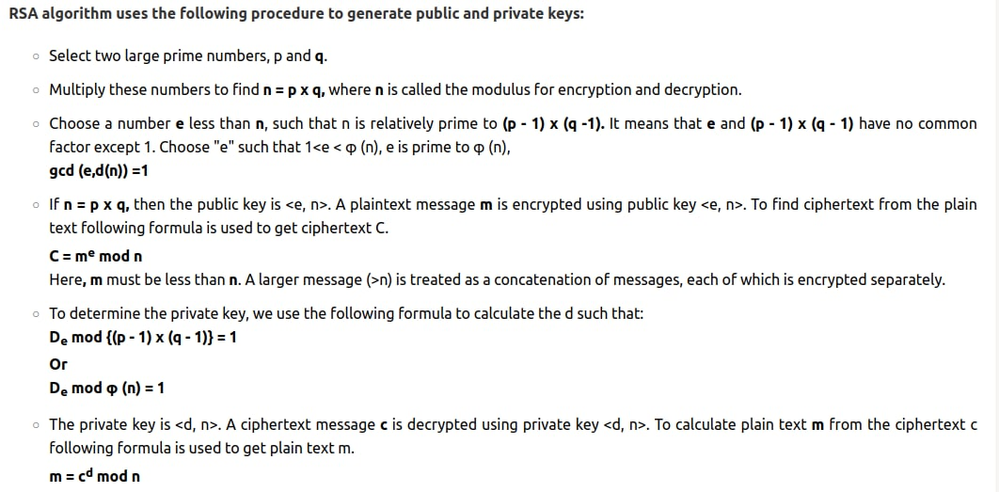 RSA algorithm uses the following procedure to generate public and private keys:
○ Select two large prime numbers, p and q.
○ Multiply these numbers to find n = p x q, where n is called the modulus for encryption and decryption.
○ Choose a number e less than n, such that n is relatively prime to (p - 1) x (q -1). It means that e and (p - 1) x (q - 1) have no common
factor except 1. Choose "e" such that 1<e < φ (n), e is prime to φ (n),
gcd (e,d(n)) =1
○ If n = p x q, then the public key is <e, n>. A plaintext message m is encrypted using public key <e, n>. To find ciphertext from the plain
text following formula is used to get ciphertext C.
C = mᵉ mod n
Here, m must be less than n. A larger message (>n) is treated as a concatenation of messages, each of which is encrypted separately.
○ To determine the private key, we use the following formula to calculate the d such that:
Dₑ mod {(p - 1) x (q - 1)} = 1
Or
Dₑ mod φ (n) = 1
○ The private key is <d, n>. A ciphertext message c is decrypted using private key <d, n>. To calculate plain text m from the ciphertext c
following formula is used to get plain text m.
m = cᵈ mod n